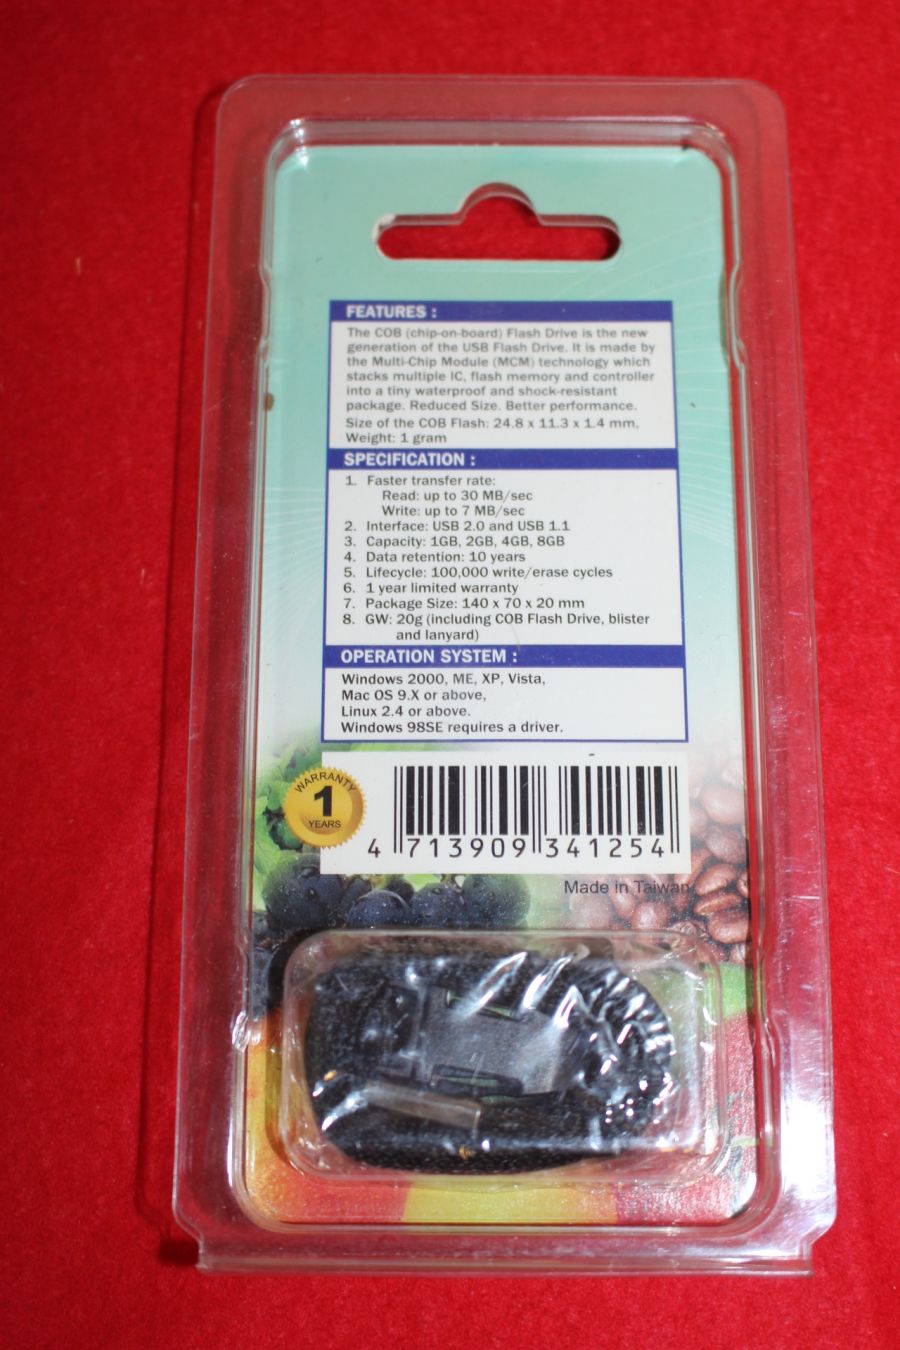 FEATURES :
The COB (chip-on-board) Flash Drive is the new
generation of the USB Flash Drive. It is made by
the Multi-Chip Module (MCM) technology which
stacks multiple IC, flash memory and controller
into a tiny waterproof and shock-resistant
package. Reduced Size. Better performance.
Size of the COB Flash: 24.8 x 11.3 x 1.4 mm,
Weight: 1 gram
SPECIFICATION :
1. Faster transfer rate:
Read: up to 30 MB/sec
Write: up to 7 MB/sec
2. Interface: USB 2.0 and USB 1.1
3. Capacity: 1GB, 2GB, 4GB, 8GB
4. Data retention: 10 years
5. Lifecycle: 100,000 write/erase cycles
6. 1 year limited warranty
7. Package Size: 140 x 70 x 20 mm
8. GW: 20g (including COB Flash Drive, blister
and lanyard)
OPERATION SYSTEM :
Windows 2000, ME, XP, Vista,
Mac OS 9.X or above,
Linux 2.4 or above.
Windows 98SE requires a driver.
WARRANTY
1
YEARS
4 713909 341254
Made in Taiwan